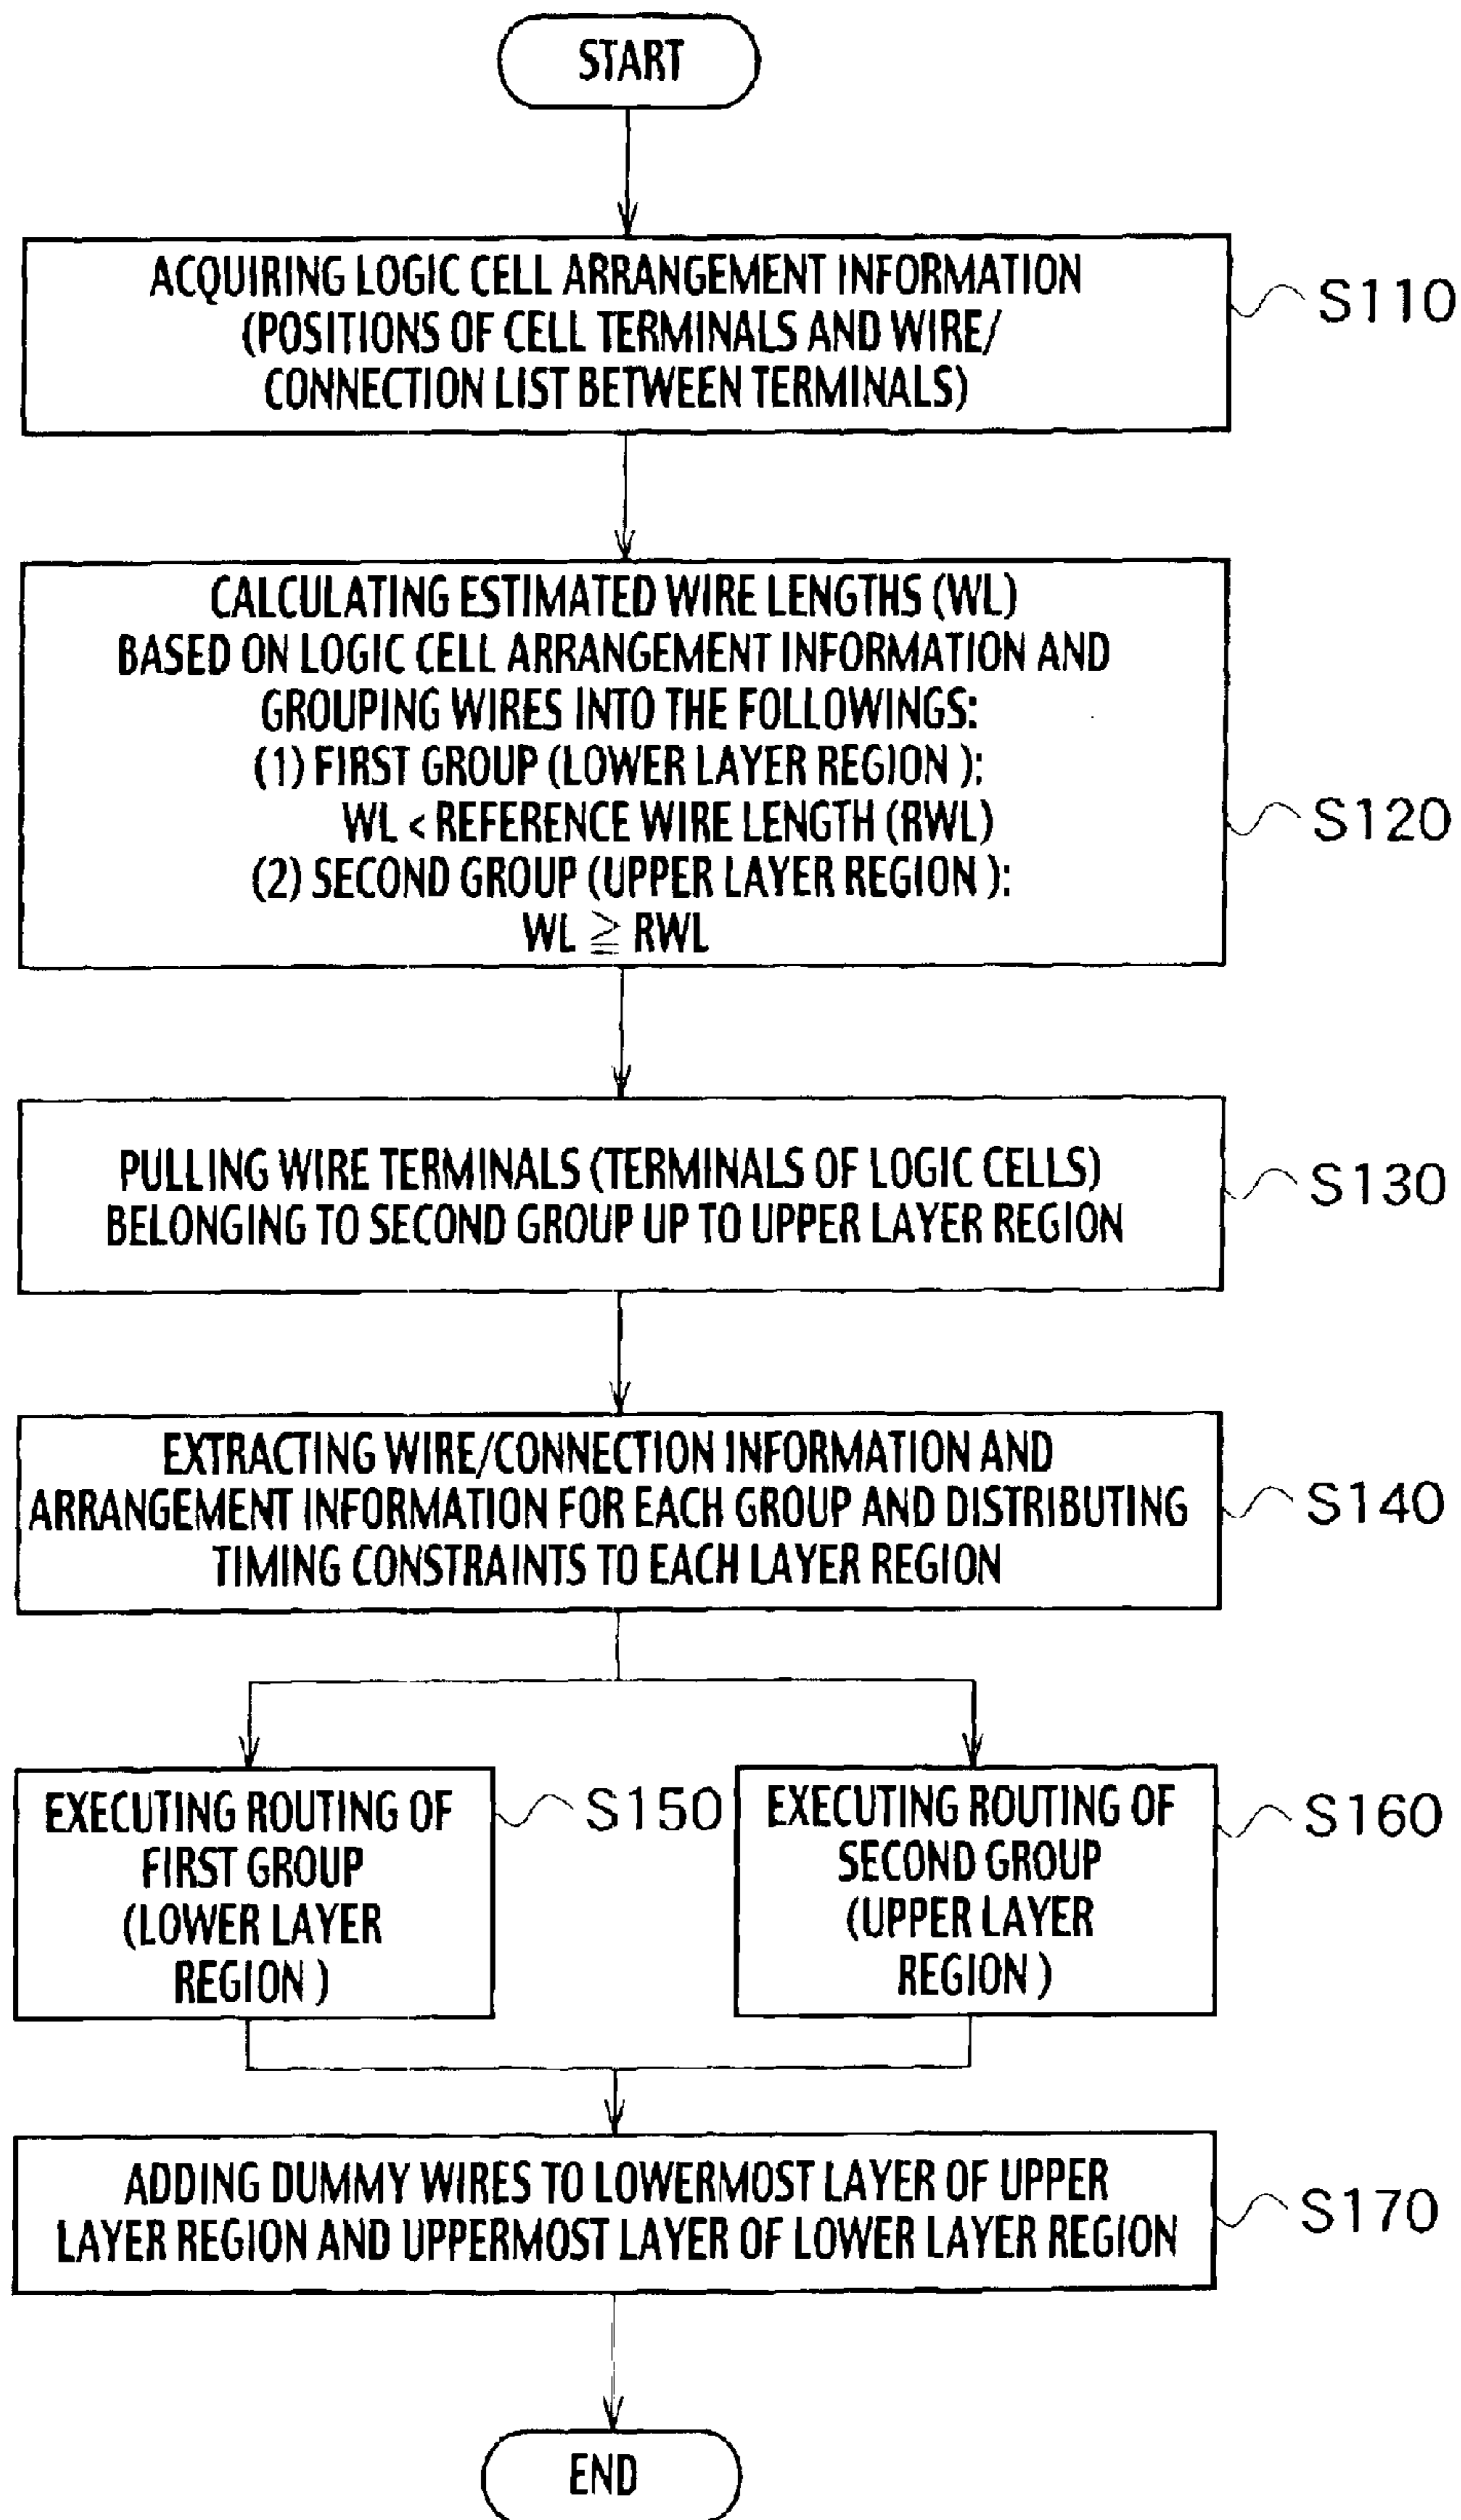 START
ACQUIRING LOGIC CELL ARRANGEMENT INFORMATION
(POSITIONS OF CELL TERMINALS AND WIRE/
CONNECTION LIST BETWEEN TERMINALS)
S110
CALCULATING ESTIMATED WIRE LENGTHS (WL)
BASED ON LOGIC CELL ARRANGEMENT INFORMATION AND
GROUPING WIRES INTO THE FOLLOWINGS:
(1) FIRST GROUP (LOWER LAYER REGION ):
WL < REFERENCE WIRE LENGTH (RWL)
(2) SECOND GROUP (UPPER LAYER REGION ):
WL ≧ RWL
S120
PULLING WIRE TERMINALS (TERMINALS OF LOGIC CELLS)
BELONGING TO SECOND GROUP UP TO UPPER LAYER REGION
S130
EXTRACTING WIRE/CONNECTION INFORMATION AND
ARRANGEMENT INFORMATION FOR EACH GROUP AND DISTRIBUTING
TIMING CONSTRAINTS TO EACH LAYER REGION
S140
EXECUTING ROUTING OF
FIRST GROUP
(LOWER LAYER
REGION )
S150
EXECUTING ROUTING OF
SECOND GROUP
(UPPER LAYER
REGION )
S160
ADDING DUMMY WIRES TO LOWERMOST LAYER OF UPPER
LAYER REGION AND UPPERMOST LAYER OF LOWER LAYER REGION
S170
END